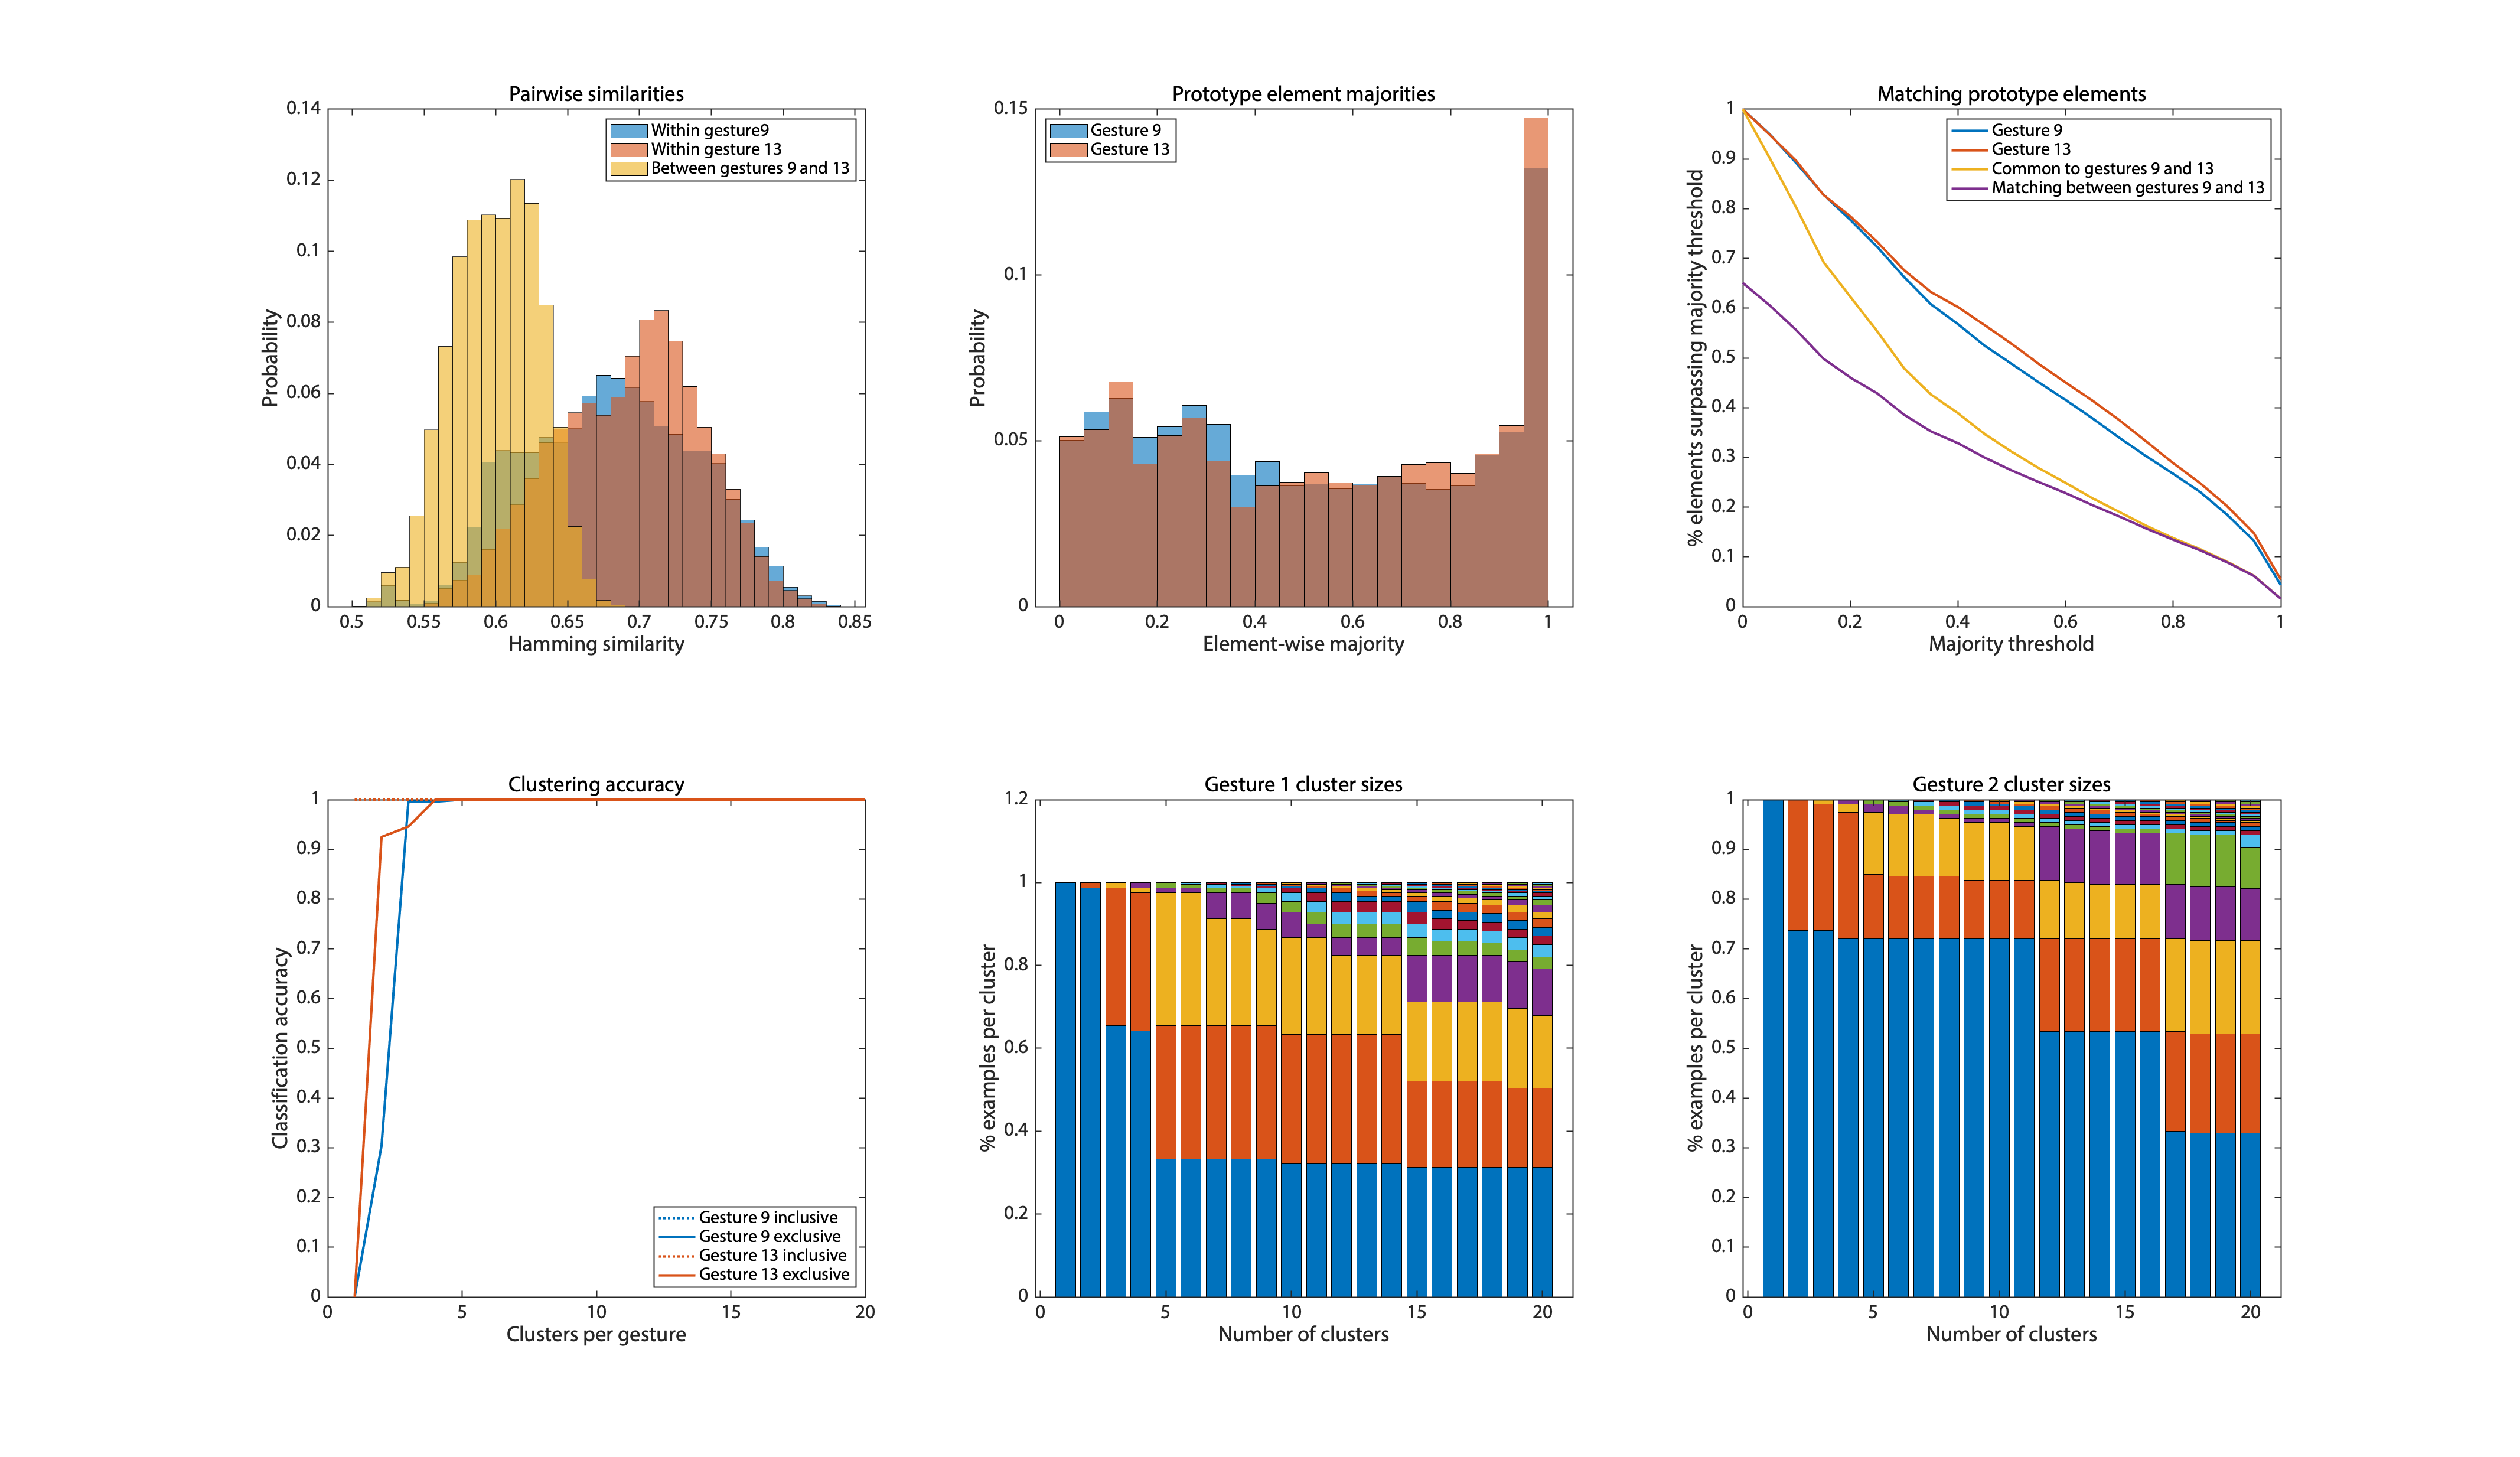 Pairwise similarities
0.14
0.12
0.1
0.08
0.06
0.04
0.02
0
Probability
Within gesture9
Within gesture 13
Between gestures 9 and 13
0.5 0.55 0.6 0.65 0.7 0.75 0.8 0.85
Hamming similarity
Prototype element majorities
0.15
0.1
0.05
0
Probability
Gesture 9
Gesture 13
0 0.2 0.4 0.6 0.8 1
Element-wise majority
Matching prototype elements
1
0.9
0.8
0.7
0.6
0.5
0.4
0.3
0.2
0.1
0
% elements surpassing majority threshold
Gesture 9
Gesture 13
Common to gestures 9 and 13
Matching between gestures 9 and 13
0 0.2 0.4 0.6 0.8 1
Majority threshold
Clustering accuracy
1
0.9
0.8
0.7
0.6
0.5
0.4
0.3
0.2
0.1
0
Classification accuracy
Gesture 9 inclusive
Gesture 9 exclusive
Gesture 13 inclusive
Gesture 13 exclusive
0 5 10 15 20
Clusters per gesture
Gesture 1 cluster sizes
1.2
1
0.8
0.6
0.4
0.2
0
% examples per cluster
0 5 10 15 20
Number of clusters
Gesture 2 cluster sizes
1
0.9
0.8
0.7
0.6
0.5
0.4
0.3
0.2
0.1
0
% examples per cluster
0 5 10 15 20
Number of clusters